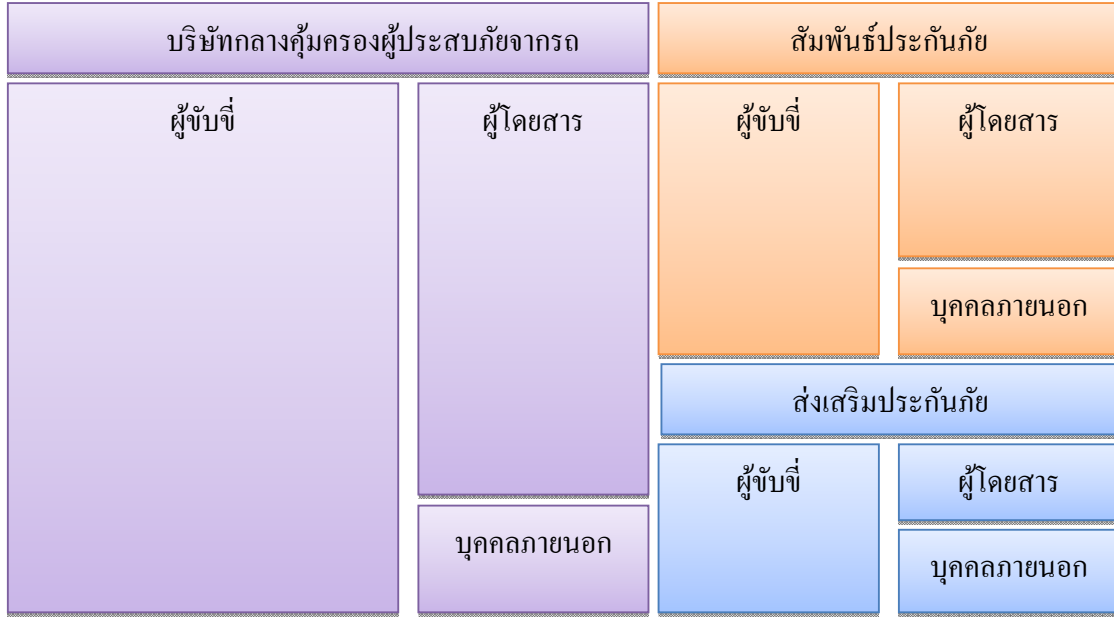 บริษัทกลางคุ้มครองผู้ประสบภัยจากรถ
ผู้ขับขี่
ผู้โดยสาร
บุคคลภายนอก
สัมพันธ์ประกันภัย
ผู้ขับขี่
ผู้โดยสาร
บุคคลภายนอก
ส่งเสริมประกันภัย
ผู้ขับขี่
ผู้โดยสาร
บุคคลภายนอก